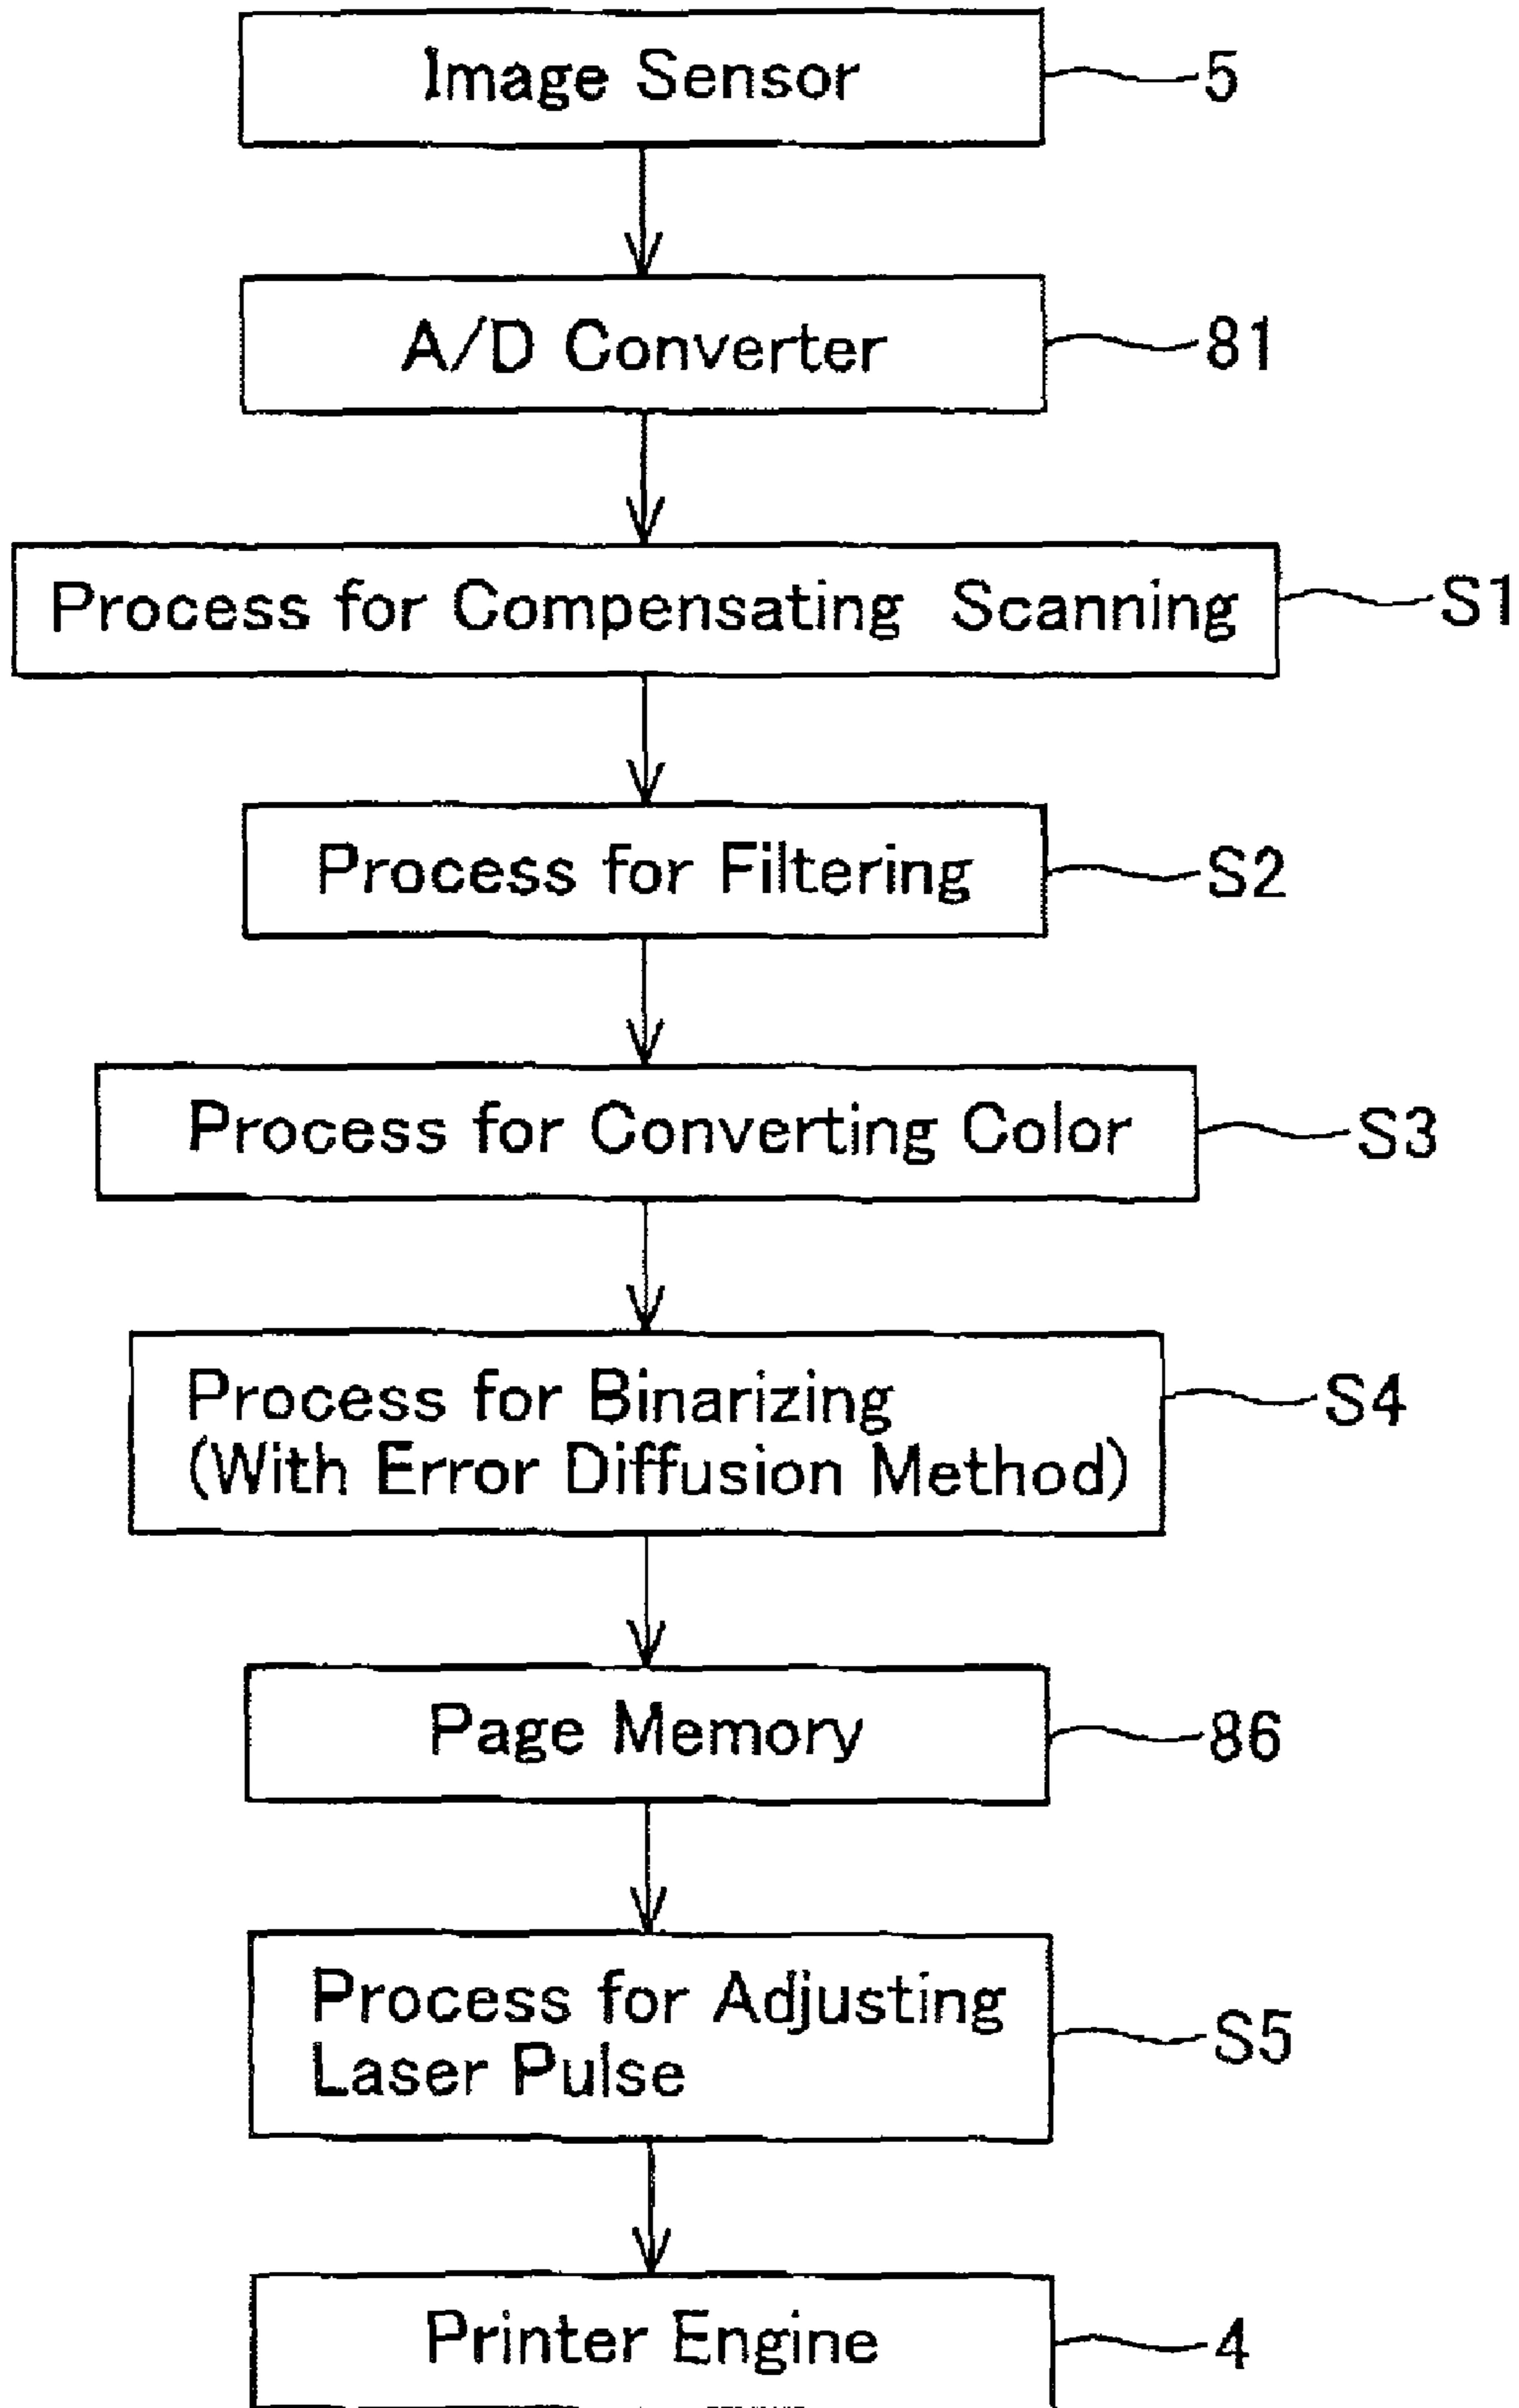 Image Sensor
5
A/D Converter
81
Process for Compensating Scanning
S1
Process for Filtering
S2
Process for Converting Color
S3
Process for Binarizing
(With Error Diffusion Method)
S4
Page Memory
86
Process for Adjusting
Laser Pulse
S5
Printer Engine
4